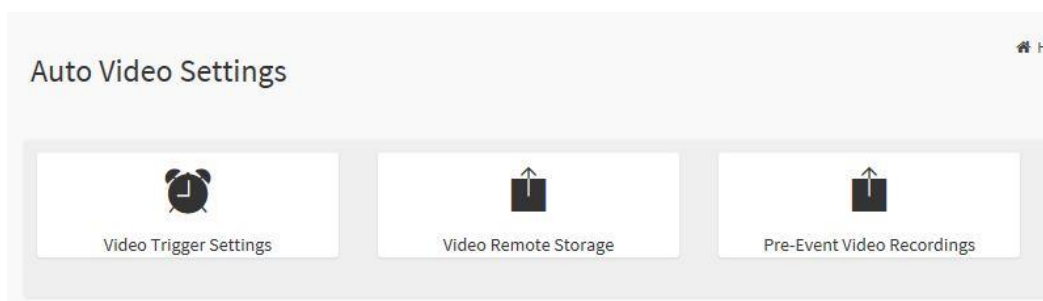 Auto Video Settings
Video Trigger Settings
Video Remote Storage
Pre-Event Video Recordings